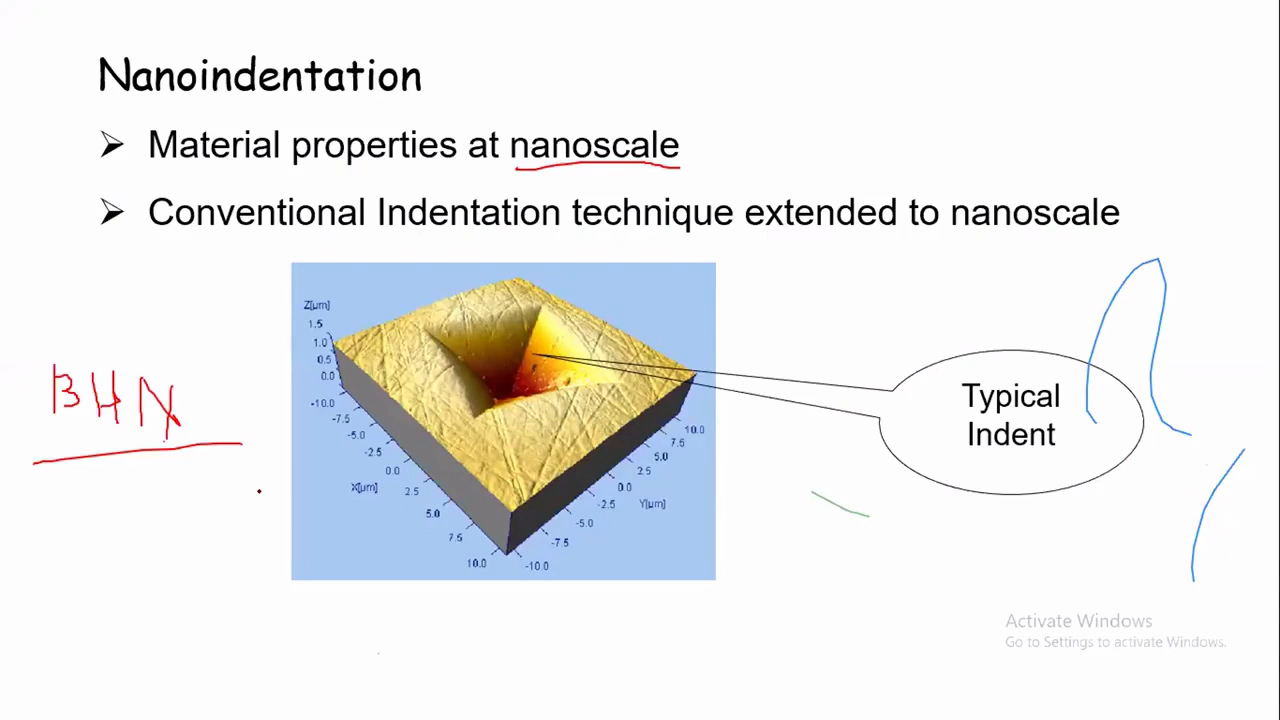 Nanoindentation
➢ Material properties at nanoscale
➢ Conventional Indentation technique extended to nanoscale
Z[µm]
1.5
1.0
0.5
0.0
-10.0
-7.5
-5.0
-2.5
0.0
2.5
5.0
7.5
10.0
X[µm]
10.0
7.5
5.0
2.5
0.0
-2.5
-5.0
-7.5
-10.0
Y[µm]
BHN
Typical
Indent
Activate Windows
Go to Settings to activate Windows.